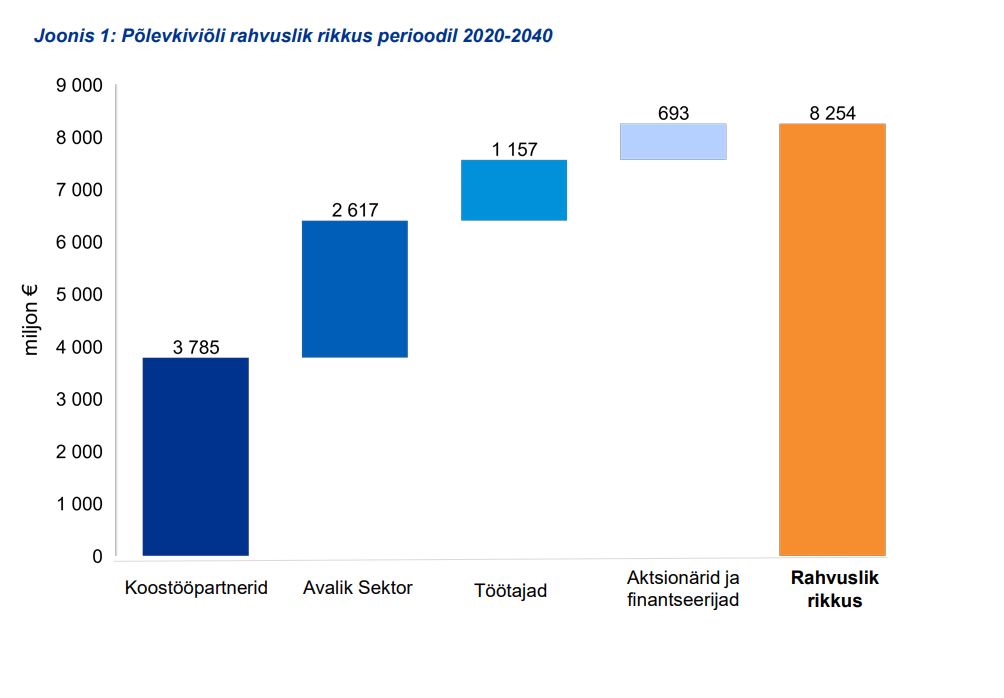 Joonis 1: Põlevkiviõli rahvuslik rikkus perioodil 2020-2040
9 000
8 000
7 000
6 000
5 000
4 000
3 000
2 000
1 000
0
miljon €
3 785
2 617
1 157
693
8 254
Koostööpartnerid
Avalik Sektor
Töötajad
Aktsionärid ja
finantseerijad
Rahvuslik
rikkus